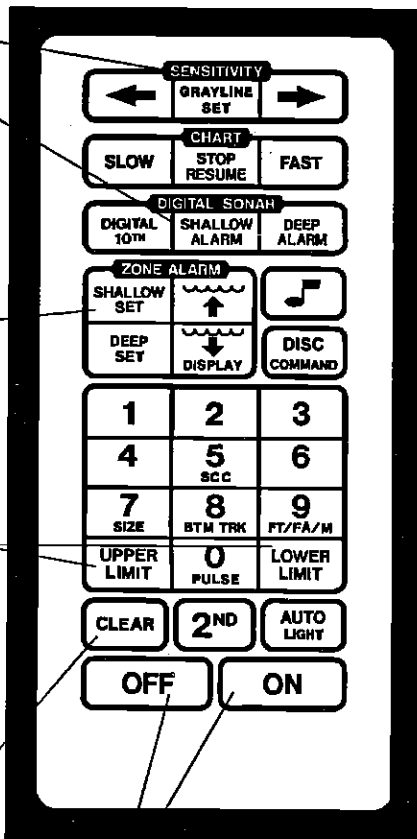 SENSITIVITY
← GRAYLINE SET →
CHART
SLOW STOP RESUME FAST
DIGITAL SONAR
DIGITAL 10TH SHALLOW ALARM DEEP ALARM
ZONE ALARM
SHALLOW SET ↑ ♪
DEEP SET ↓ DISPLAY DISC COMMAND
1 2 3
4 5 SCC 6
7 SIZE 8 BTM TRK 9 FT/FA/M
UPPER LIMIT 0 PULSE LOWER LIMIT
CLEAR 2ND AUTO LIGHT
OFF ON